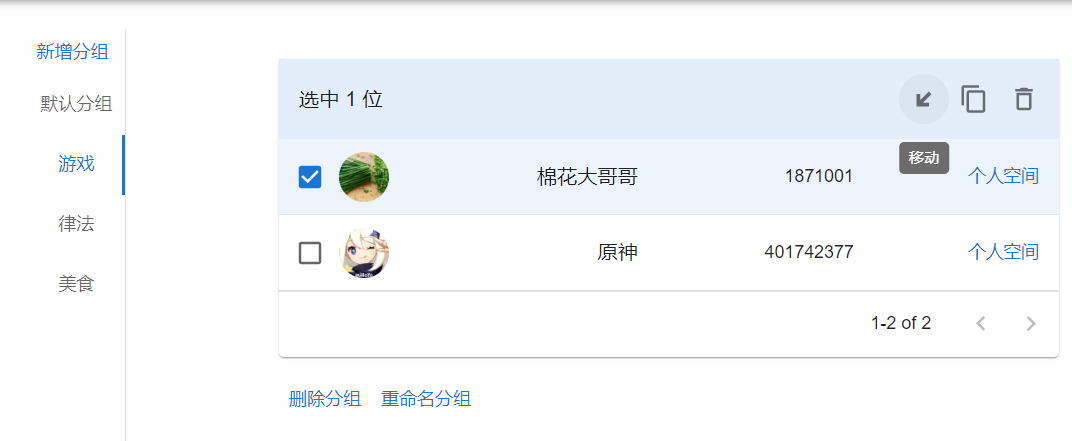 新增分组
默认分组
游戏
律法
美食
选中 1 位
移动
棉花大哥哥 1871001 个人空间
原神 401742377 个人空间
1-2 of 2
删除分组 重命名分组